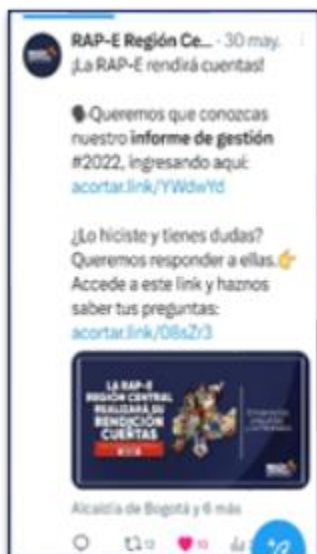 RAP-E Región Ce... · 30 may.
¡La RAP-E rendirá cuentas!
Queremos que conozcas
nuestro informe de gestión
#2022, ingresando aquí:
acortar.link/YWdwYd
¿Lo hiciste y tienes dudas?
Queremos responder a ellas.
Accede a este link y haznos
saber tus preguntas:
acortar.link/08sZr3
LA RAP-E
REGIÓN CENTRAL
REALIZARÁ SU
RENDICIÓN
CUENTAS
Alcaldía de Bogotá y 6 más
12